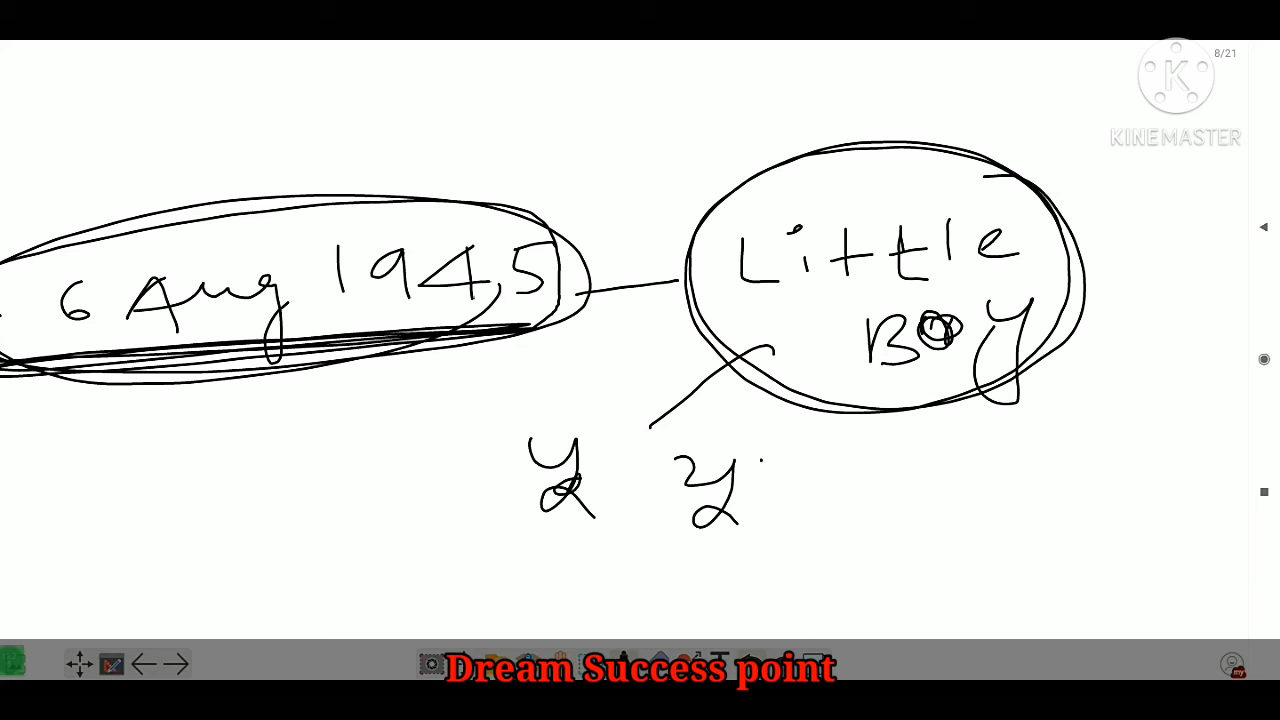 8/21
KINEMASTER
6 Aug 1945
Little
Boy
Dream Success point